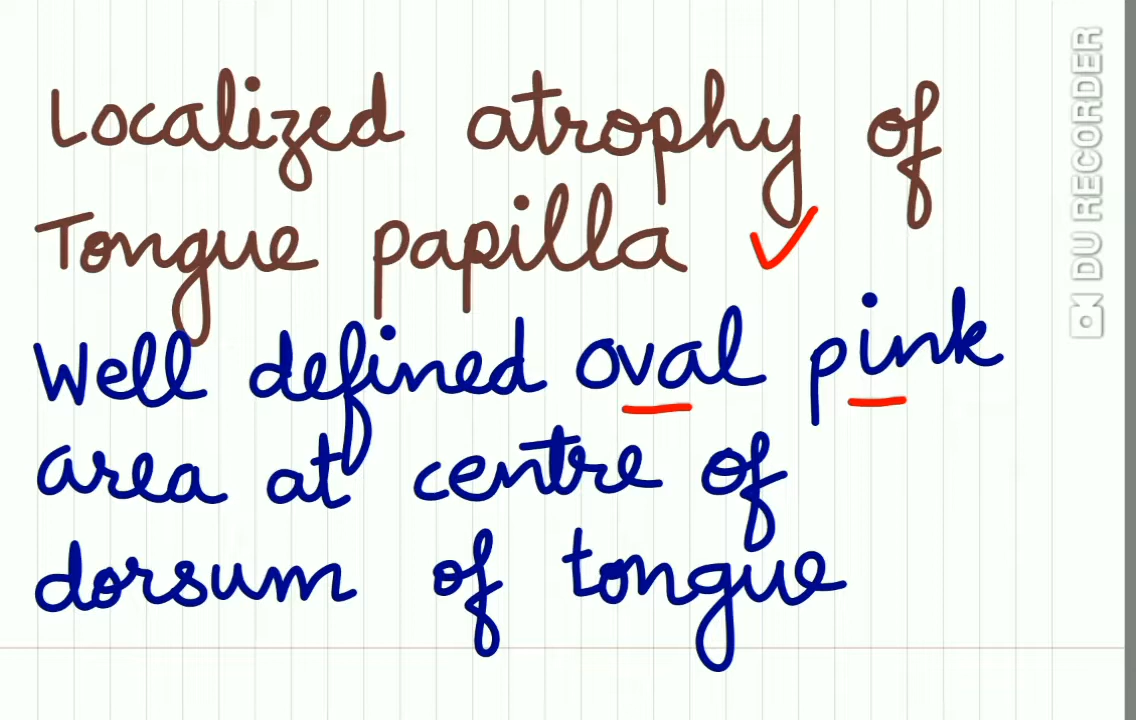 Localized atrophy of
Tongue papilla ✓
Well defined oval pink
area at centre of
dorsum of tongue
DU RECORDER